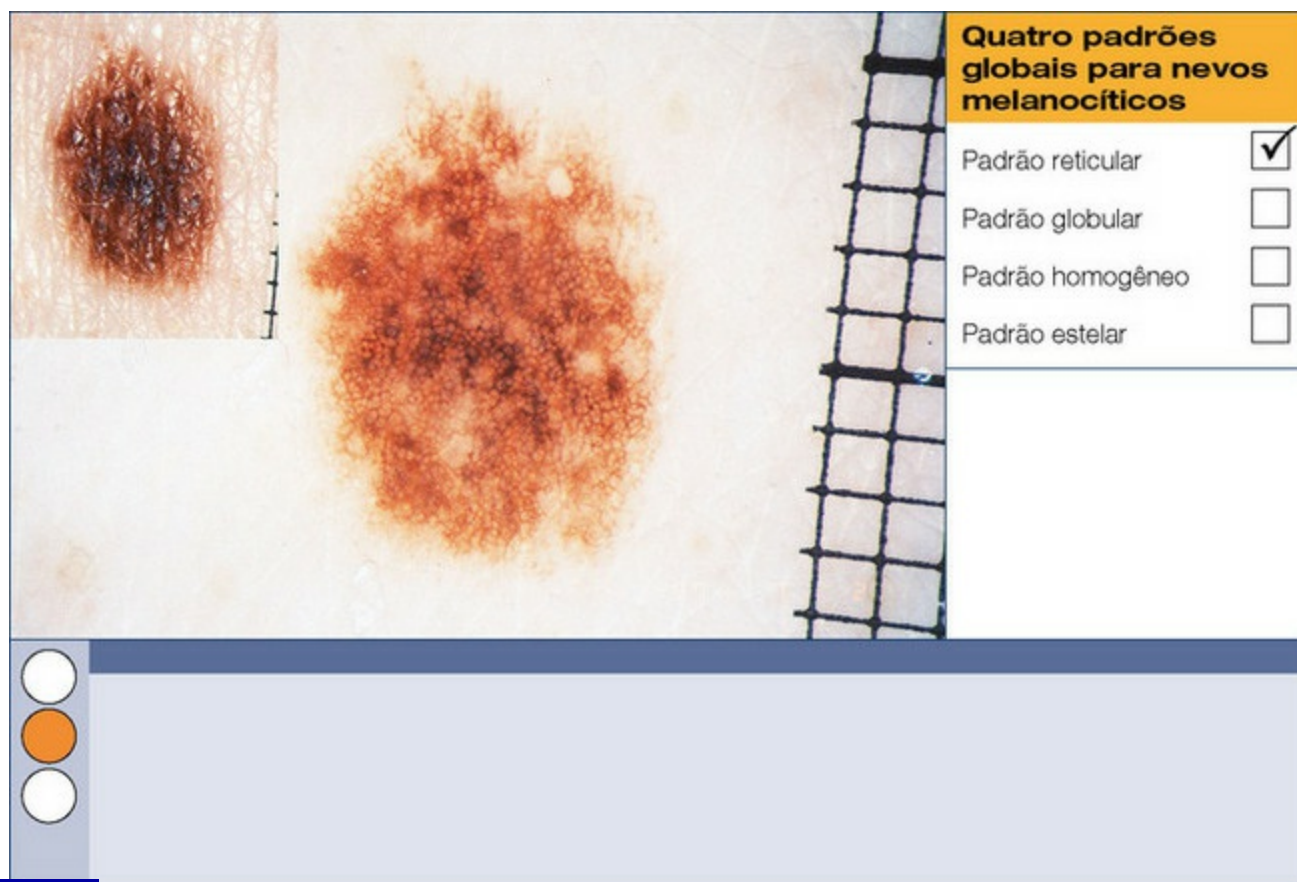 Quatro padrões
globais para nevos
melanocíticos
Padrão reticular
Padrão globular
Padrão homogêneo
Padrão estelar